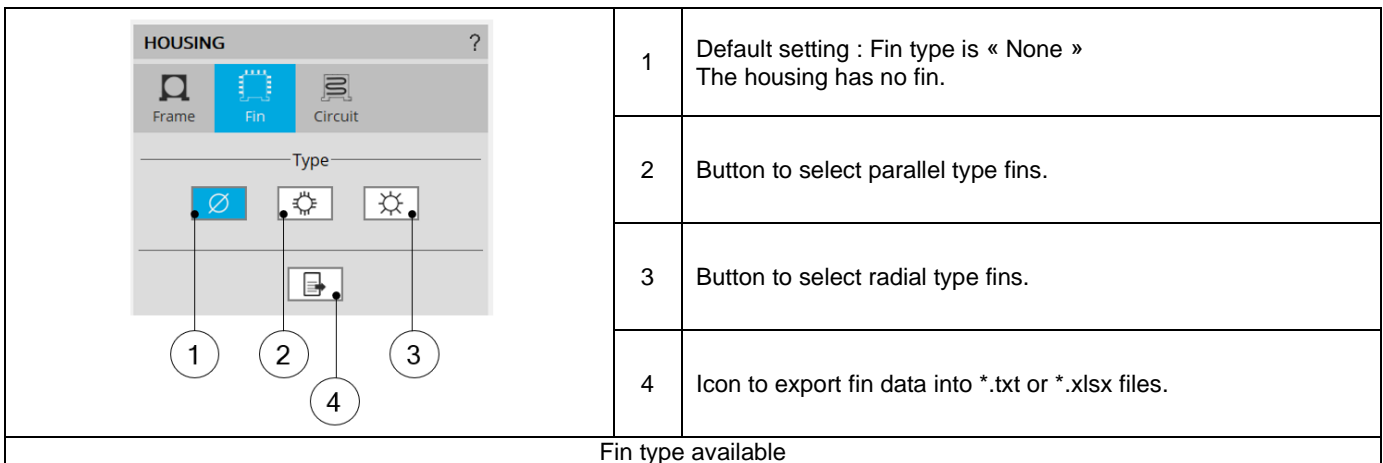 HOUSING ?
Frame Fin Circuit
Type
1 2 3
4
1 Default setting : Fin type is « None »
The housing has no fin.
2 Button to select parallel type fins.
3 Button to select radial type fins.
4 Icon to export fin data into *.txt or *.xlsx files.
Fin type available